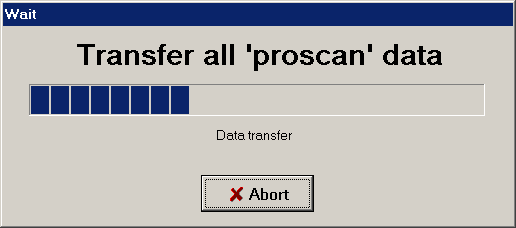 Wait
Transfer all 'proscan' data
Data transfer
Abort